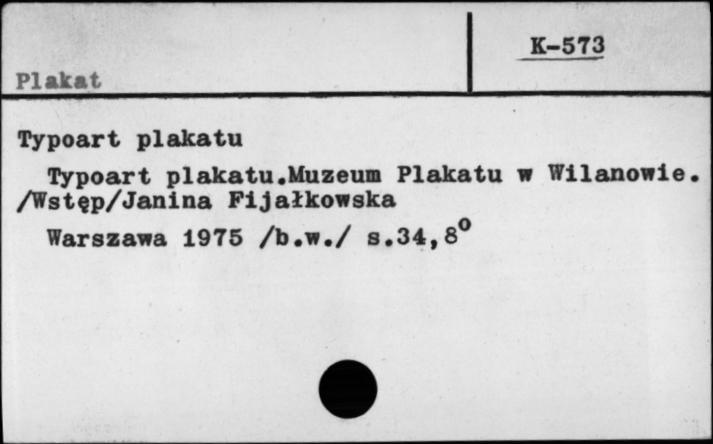 K-573
Plakat
Typoart plakatu
Typoart plakatu.Muzeum Plakatu w Wilanowie.
/Wstęp/Janina Fijałkowska
Warszawa 1975 /b.w./ s.34,8°